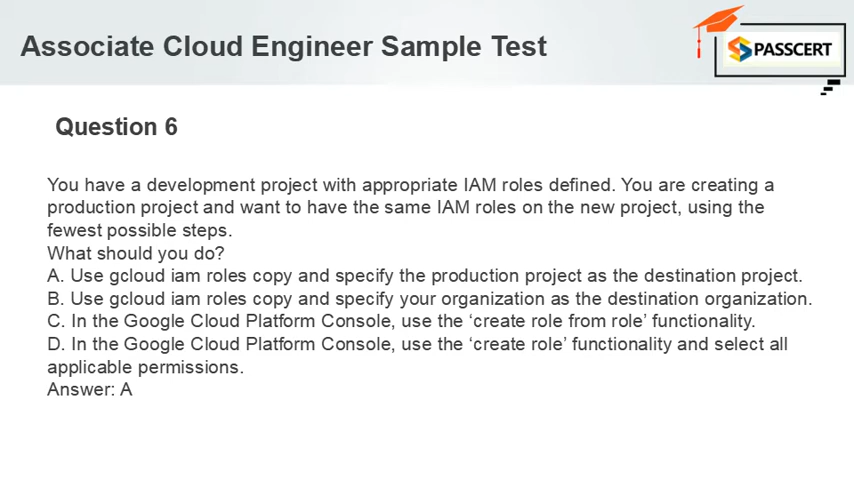 Associate Cloud Engineer Sample Test
PASSCERT
Question 6
You have a development project with appropriate IAM roles defined. You are creating a
production project and want to have the same IAM roles on the new project, using the
fewest possible steps.
What should you do?
A. Use gcloud iam roles copy and specify the production project as the destination project.
B. Use gcloud iam roles copy and specify your organization as the destination organization.
C. In the Google Cloud Platform Console, use the ‘create role from role’ functionality.
D. In the Google Cloud Platform Console, use the ‘create role’ functionality and select all
applicable permissions.
Answer: A